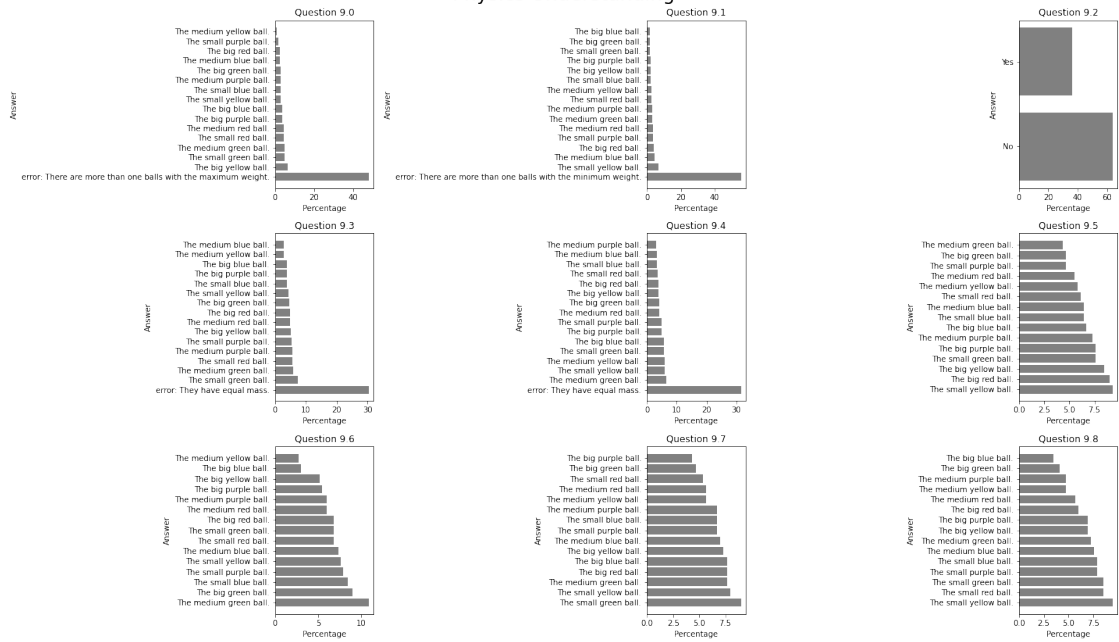 Question 9.0
The medium yellow ball.
The small purple ball.
The big red ball.
The medium blue ball.
The big green ball.
The medium purple ball.
The small blue ball.
The small yellow ball.
The big blue ball.
The big purple ball.
The medium red ball.
The small red ball.
The medium green ball.
The small green ball.
The big yellow ball.
error: There are more than one balls with the maximum weight.
Answer
0 20 40
Percentage
Question 9.1
The big blue ball.
The big green ball.
The small green ball.
The big purple ball.
The big yellow ball.
The small blue ball.
The medium yellow ball.
The small red ball.
The medium purple ball.
The medium green ball.
The medium red ball.
The small purple ball.
The big red ball.
The medium blue ball.
The small yellow ball.
error: There are more than one balls with the minimum weight.
Answer
0 20 40
Percentage
Question 9.2
Yes
No
Answer
0 20 40 60
Percentage
Question 9.3
The medium blue ball.
The medium yellow ball.
The big blue ball.
The big purple ball.
The small blue ball.
The small yellow ball.
The big green ball.
The big red ball.
The medium red ball.
The big yellow ball.
The small purple ball.
The medium purple ball.
The small red ball.
The medium green ball.
The small green ball.
error: They have equal mass.
Answer
0 10 20 30
Percentage
Question 9.4
The medium purple ball.
The medium blue ball.
The small blue ball.
The small red ball.
The big red ball.
The big yellow ball.
The big green ball.
The medium red ball.
The small purple ball.
The big purple ball.
The big blue ball.
The small green ball.
The medium yellow ball.
The small yellow ball.
The medium green ball.
error: They have equal mass.
Answer
0 10 20 30
Percentage
Question 9.5
The medium green ball.
The big green ball.
The small purple ball.
The medium red ball.
The medium yellow ball.
The small red ball.
The medium blue ball.
The small blue ball.
The big blue ball.
The medium purple ball.
The big purple ball.
The small green ball.
The big yellow ball.
The big red ball.
The small yellow ball.
Answer
0.0 2.5 5.0 7.5
Percentage
Question 9.6
The medium yellow ball.
The big blue ball.
The big yellow ball.
The big purple ball.
The medium purple ball.
The medium red ball.
The big red ball.
The small green ball.
The small red ball.
The medium blue ball.
The small yellow ball.
The small purple ball.
The small blue ball.
The big green ball.
The medium green ball.
Answer
0 5 10
Percentage
Question 9.7
The big purple ball.
The big green ball.
The small red ball.
The medium red ball.
The medium yellow ball.
The medium purple ball.
The small blue ball.
The small purple ball.
The medium blue ball.
The big yellow ball.
The big blue ball.
The big red ball.
The medium green ball.
The small yellow ball.
The small green ball.
Answer
0.0 2.5 5.0 7.5
Percentage
Question 9.8
The big blue ball.
The big green ball.
The medium purple ball.
The medium yellow ball.
The medium red ball.
The big red ball.
The big purple ball.
The big yellow ball.
The medium green ball.
The medium blue ball.
The small blue ball.
The small purple ball.
The small green ball.
The small red ball.
The small yellow ball.
Answer
0.0 2.5 5.0 7.5
Percentage